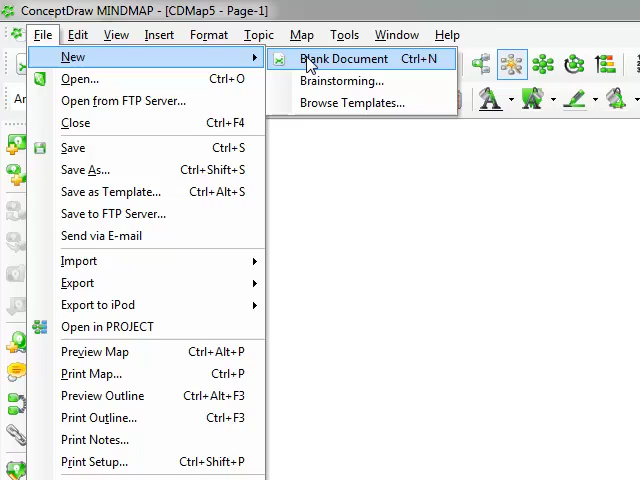 ConceptDraw MINDMAP - [CDMap5 - Page-1]
File Edit View Insert Format Topic Map Tools Window Help
New
Blank Document Ctrl+N
Brainstorming...
Browse Templates...
Open... Ctrl+O
Open from FTP Server...
Close Ctrl+F4
Save Ctrl+S
Save As... Ctrl+Shift+S
Save as Template... Ctrl+Alt+S
Save to FTP Server...
Send via E-mail
Import
Export
Export to iPod
Open in PROJECT
Preview Map Ctrl+Alt+P
Print Map... Ctrl+P
Preview Outline Ctrl+Alt+F3
Print Outline... Ctrl+F3
Print Notes...
Print Setup... Ctrl+Shift+P